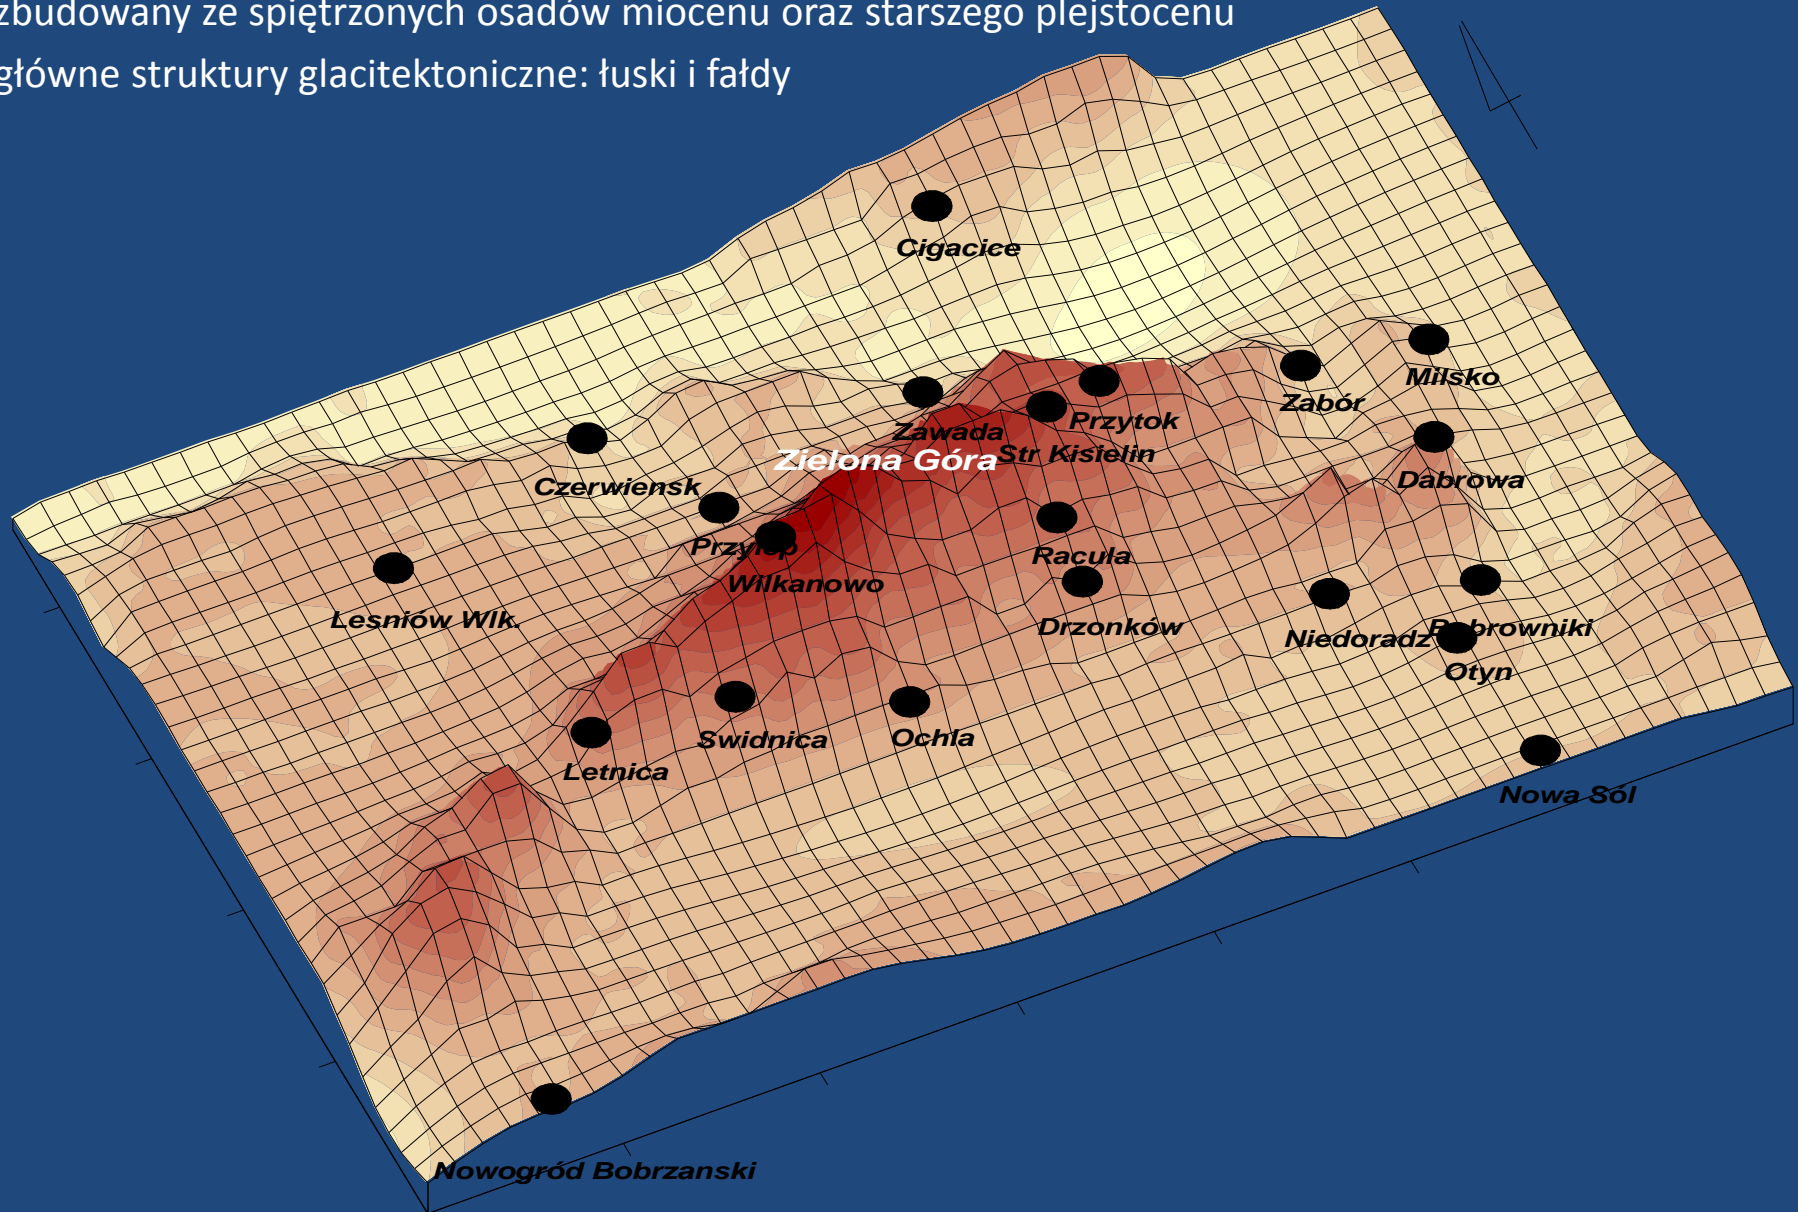 zbudowany ze spiętrzonych osadów miocenu oraz starszego plejstocenu
główne struktury glacitektoniczne: łuski i fałdy
Cigacice
Milsko
Zabór
Przytok
Zawada
Str Kisielin
Zielona Góra
Dabrowa
Czerwiensk
Przylep
Racula
Wilkanowo
Lesniów Wlk.
Drzonków
Bobrowniki
Niedoradz
Otyn
Swidnica
Ochla
Letnica
Nowa Sól
Nowogród Bobrzanski